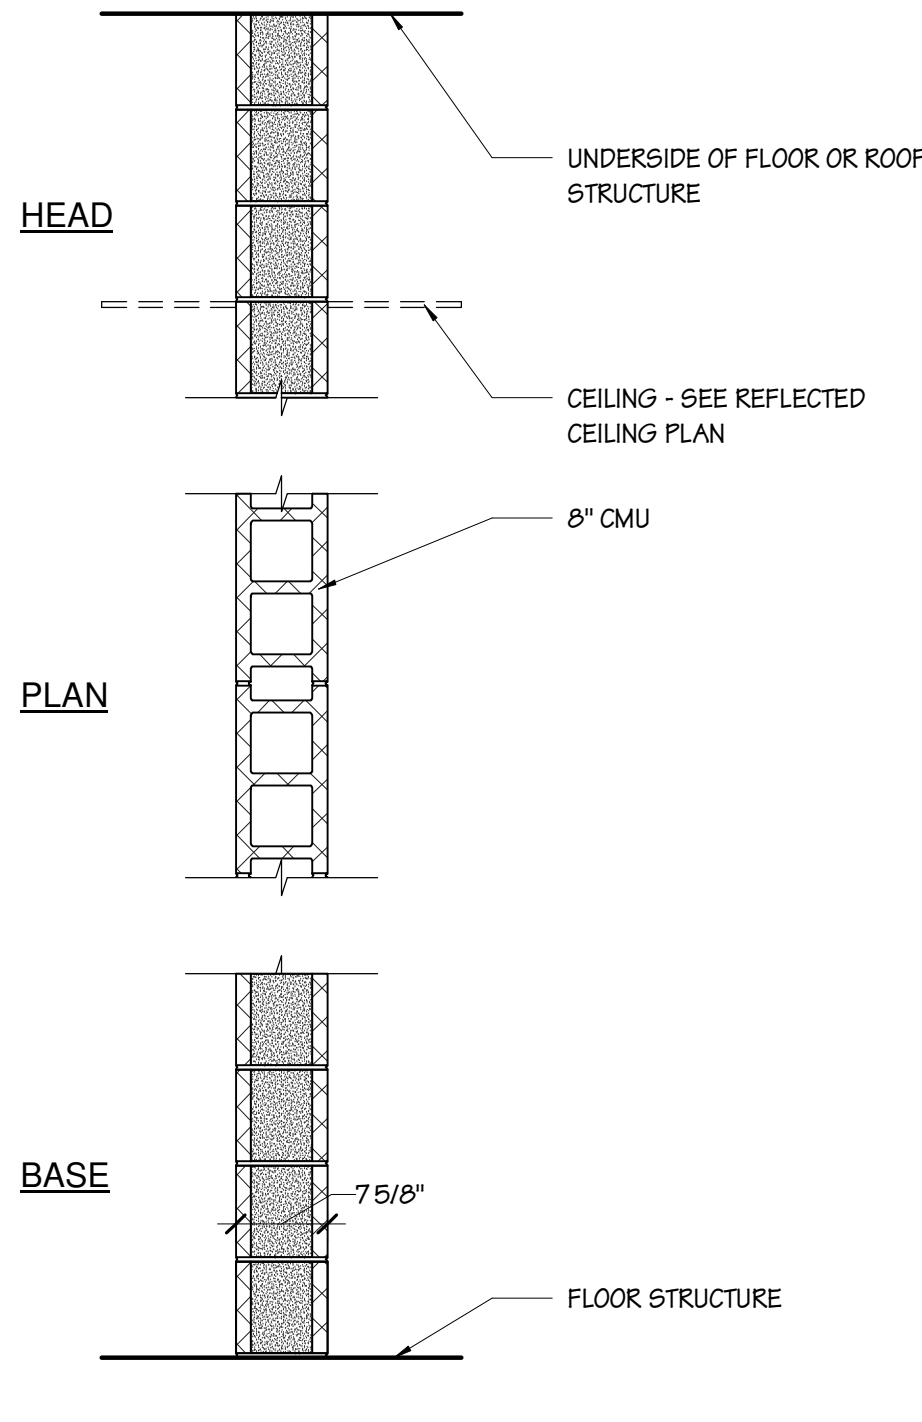 UNDERSIDE OF FLOOR OR ROOF
STRUCTURE
HEAD
CEILING - SEE REFLECTED
CEILING PLAN
8" CMU
PLAN
BASE
7 5/8"
FLOOR STRUCTURE